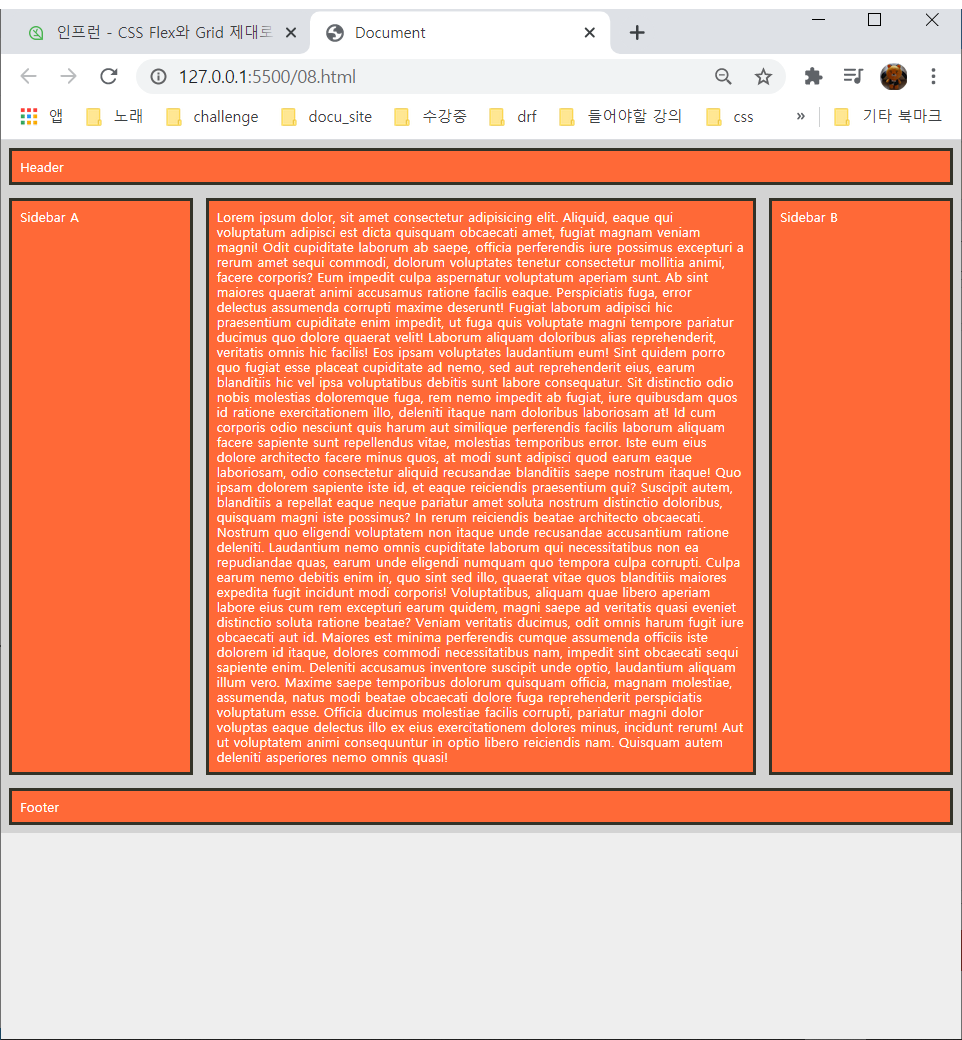 인프런 - CSS Flex와 Grid 제대로
Document
127.0.0.1:5500/08.html
앱
노래
challenge
docu_site
수강중
drf
들어야할 강의
css
»
기타 북마크
Header
Sidebar A
Lorem ipsum dolor, sit amet consectetur adipisicing elit. Aliquid, eaque qui
voluptatum adipisci est dicta quisquam obcaecati amet, fugiat magnam veniam
magni! Odit cupiditate laborum ab saepe, officia perferendis iure possimus excepturi a
rerum amet sequi commodi, dolorum voluptates tenetur consectetur mollitia animi,
facere corporis? Eum impedit culpa aspernatur voluptatum aperiam sunt. Ab sint
maiores quaerat animi accusamus ratione facilis eaque. Perspiciatis fuga, error
delectus assumenda corrupti maxime deserunt! Fugiat laborum adipisci hic
praesentium cupiditate enim impedit, ut fuga quis voluptate magni tempore pariatur
ducimus quo dolore quaerat velit! Laborum aliquam doloribus alias reprehenderit,
veritatis omnis hic facilis! Eos ipsam voluptates laudantium eum! Sint quidem porro
quo fugiat esse placeat cupiditate ad nemo, sed aut reprehenderit eius, earum
blanditiis hic vel ipsa voluptatibus debitis sunt labore consequatur. Sit distinctio odio
nobis molestias doloremque fuga, rem nemo impedit ab fugiat, iure quibusdam quos
id ratione exercitationem illo, deleniti itaque nam doloribus laboriosam at! Id cum
corporis odio nesciunt quis harum aut similique perferendis facilis laborum aliquam
facere sapiente sunt repellendus vitae, molestias temporibus error. Iste eum eius
dolore architecto facere minus quos, at modi sunt adipisci quod earum eaque
laboriosam, odio consectetur aliquid recusandae blanditiis saepe nostrum itaque! Quo
ipsam dolorem sapiente iste id, et eaque reiciendis praesentium qui? Suscipit autem,
blanditiis a repellat eaque neque pariatur amet soluta nostrum distinctio doloribus,
quisquam magni iste possimus? In rerum reiciendis beatae architecto obcaecati.
Nostrum quo eligendi voluptatem non itaque unde recusandae accusantium ratione
deleniti. Laudantium nemo omnis cupiditate laborum qui necessitatibus non ea
repudiandae quas, earum unde eligendi numquam quo tempora culpa corrupti. Culpa
earum nemo debitis enim in, quo sint sed illo, quaerat vitae quos blanditiis maiores
expedita fugit incidunt modi corporis! Voluptatibus, aliquam quae libero aperiam
labore eius cum rem excepturi earum quidem, magni saepe ad veritatis quasi eveniet
distinctio soluta ratione beatae? Veniam veritatis ducimus, odit omnis harum fugit iure
obcaecati aut id. Maiores est minima perferendis cumque assumenda officiis iste
dolorem id itaque, dolores commodi necessitatibus nam, impedit sint obcaecati sequi
sapiente enim. Deleniti accusamus inventore suscipit unde optio, laudantium aliquam
illum vero. Maxime saepe temporibus dolorum quisquam officia, magnam molestiae,
assumenda, natus modi beatae obcaecati dolore fuga reprehenderit perspiciatis
voluptatum esse. Officia ducimus molestiae facilis corrupti, pariatur magni dolor
voluptas eaque delectus illo ex eius exercitationem dolores minus, incidunt rerum! Aut
ut voluptatem animi consequuntur in optio libero reiciendis nam. Quisquam autem
deleniti asperiores nemo omnis quasi!
Sidebar B
Footer